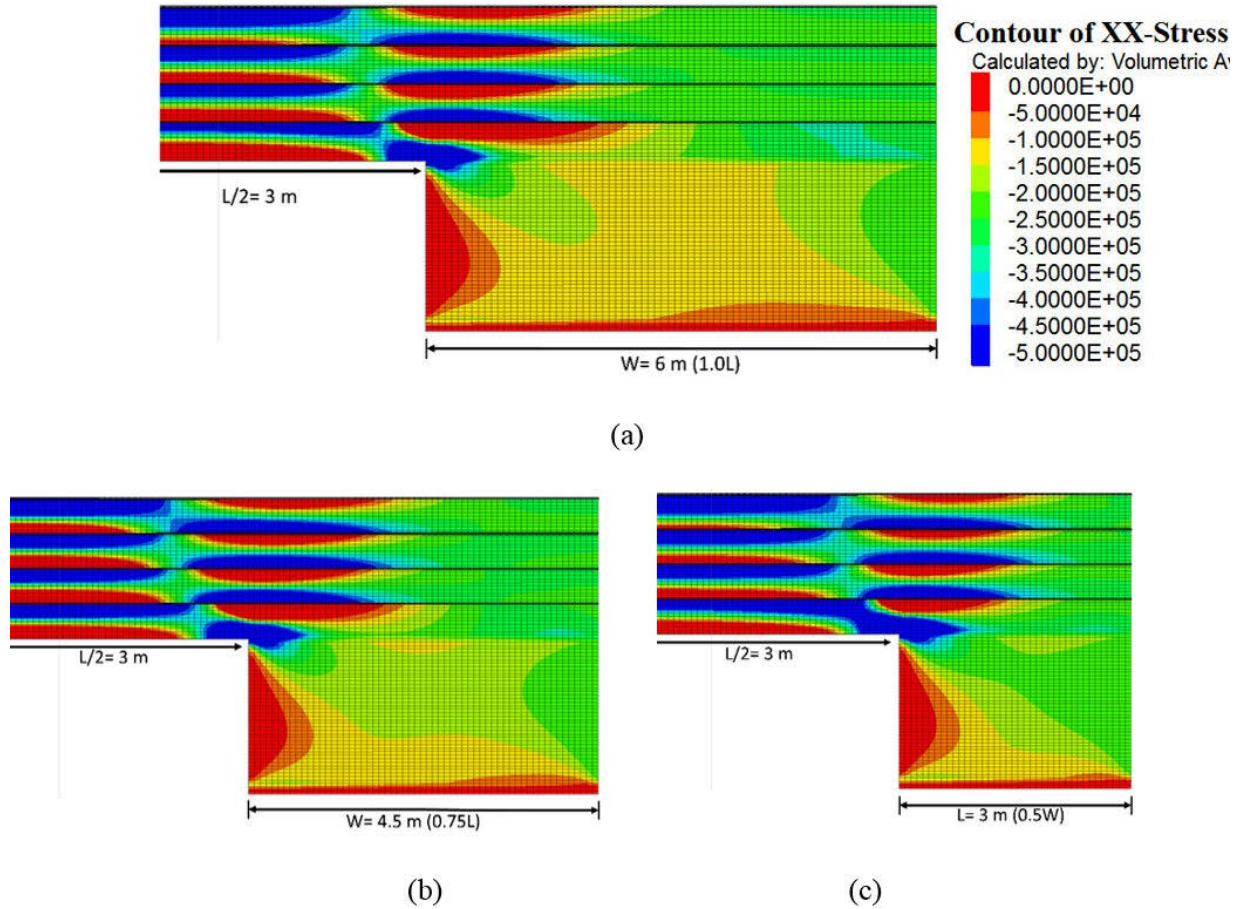 Contour of XX-Stress
Calculated by: Volumetric Av
0.0000E+00
-5.0000E+04
-1.0000E+05
-1.5000E+05
-2.0000E+05
-2.5000E+05
-3.0000E+05
-3.5000E+05
-4.0000E+05
-4.5000E+05
-5.0000E+05
L/2= 3 m
W= 6 m (1.0L)
(a)
L/2= 3 m
W= 4.5 m (0.75L)
(b)
L/2= 3 m
L= 3 m (0.5W)
(c)